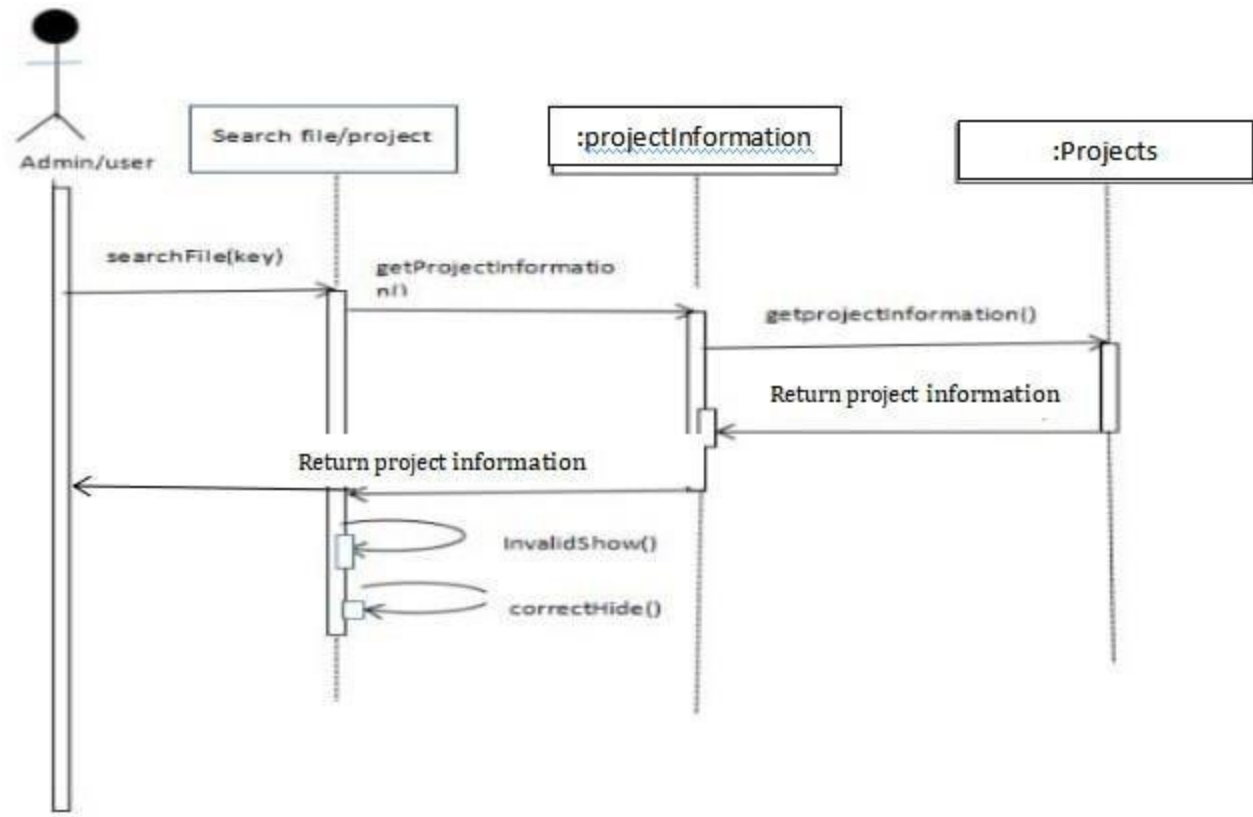 Search file/project
:projectInformation
:Projects
Admin/user
searchFile(key)
getProjectInformatio
n()
getprojectInformation()
Return project information
Return project information
InvalidShow()
correctHide()